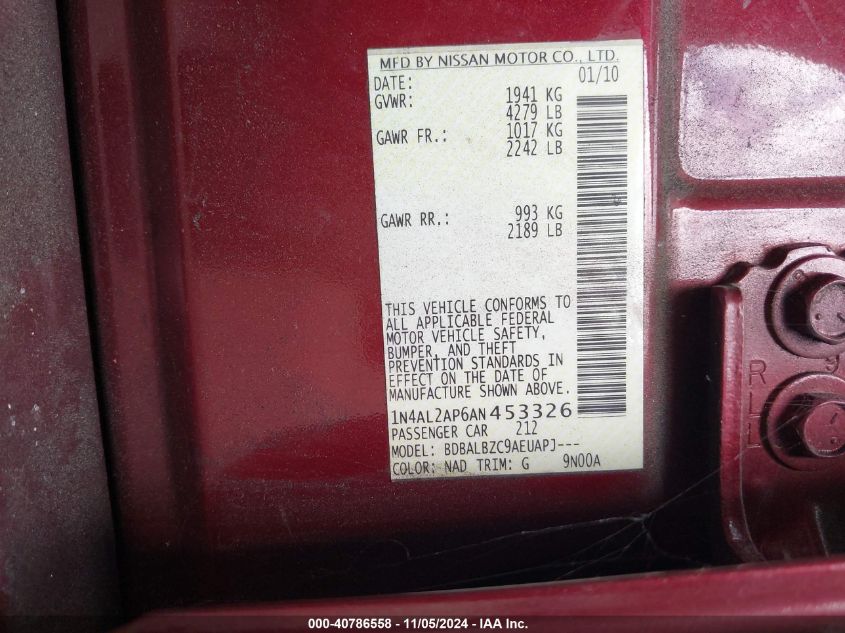 MFD BY NISSAN MOTOR CO., LTD.
DATE: 01/10
GVWR: 1941 KG
4279 LB
GAWR FR.: 1017 KG
2242 LB
GAWR RR.: 993 KG
2189 LB
THIS VEHICLE CONFORMS TO
ALL APPLICABLE FEDERAL
MOTOR VEHICLE SAFETY,
BUMPER, AND THEFT
PREVENTION STANDARDS IN
EFFECT ON THE DATE OF
MANUFACTURE SHOWN ABOVE.
1N4AL2AP6AN453326
PASSENGER CAR 212
MODEL: BDBALBZC9AEUAPJ---
COLOR: NAD TRIM: G 9N00A
9
R
000-40786558 - 11/05/2024 - IAA Inc.